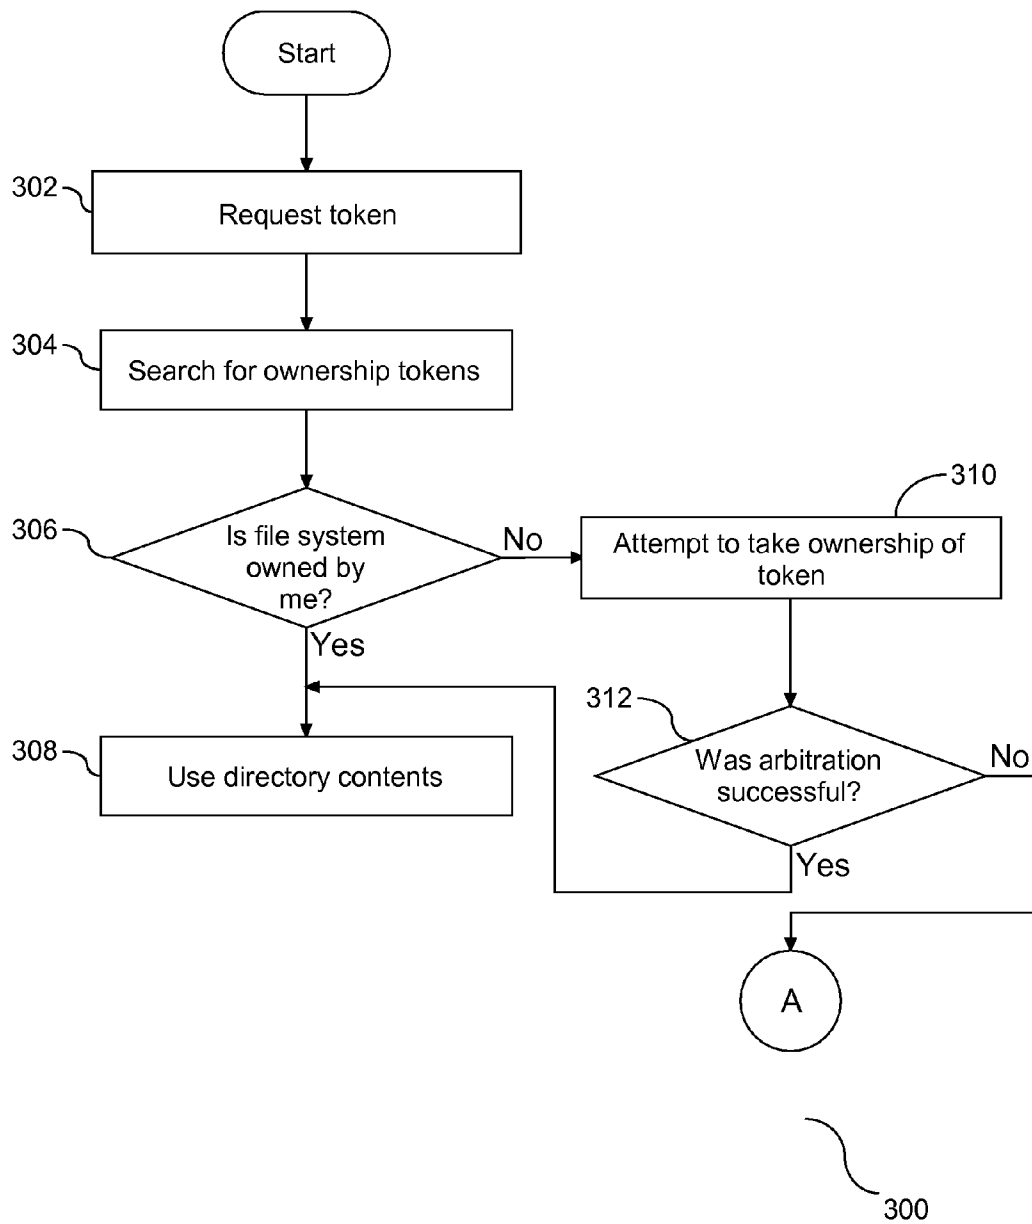 Start
302
Request token
304
Search for ownership tokens
310
306
Is file system
owned by
me?
No
Attempt to take ownership of
token
Yes
312
308
Use directory contents
Was arbitration
successful?
No
Yes
A
300